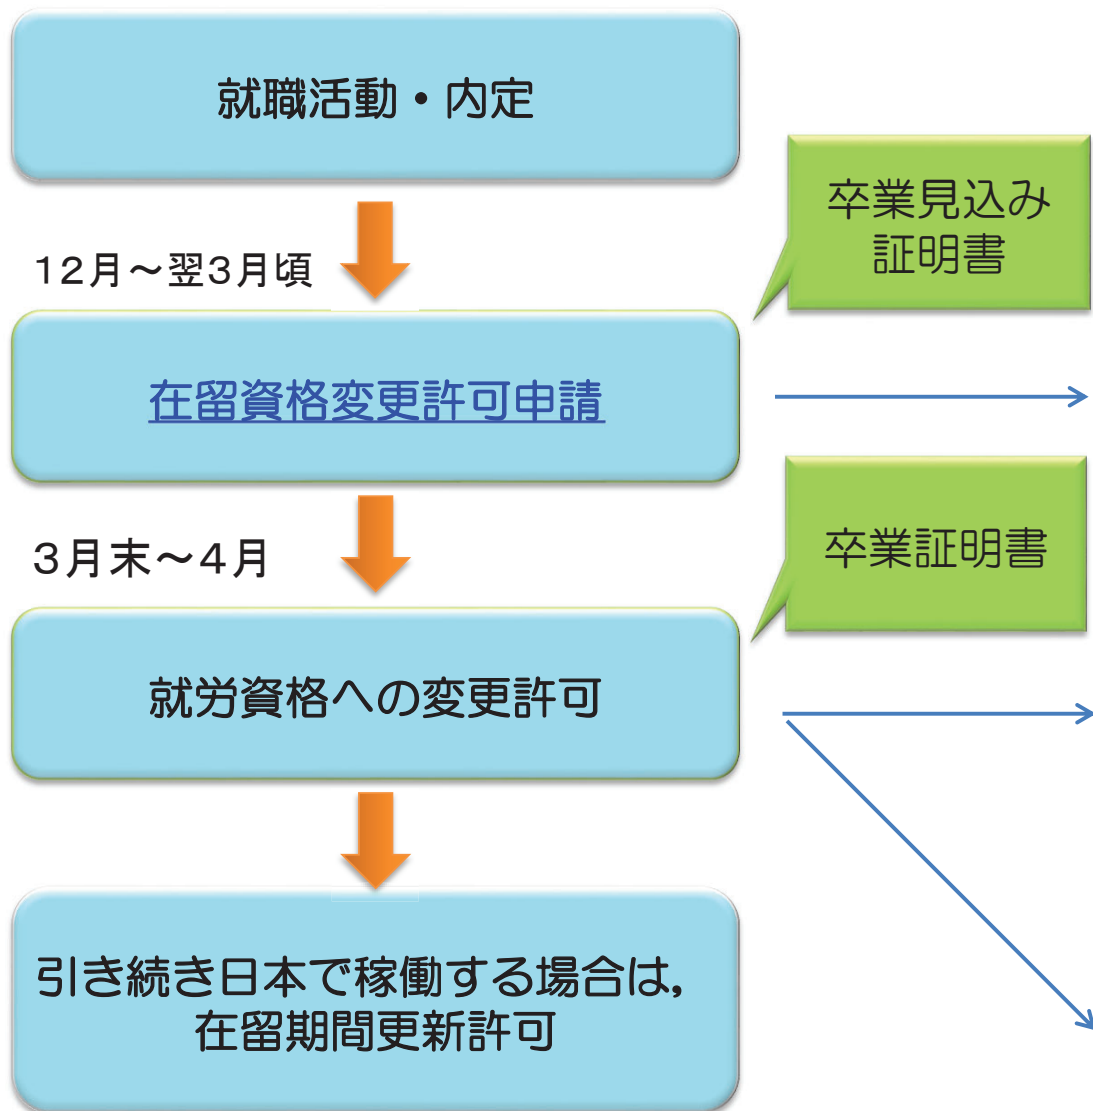 就職活動・内定
卒業見込み
証明書
12月～翌3月頃
在留資格変更許可申請
卒業証明書
3月末～4月
就労資格への変更許可
引き続き日本で稼働する場合は,
在留期間更新許可